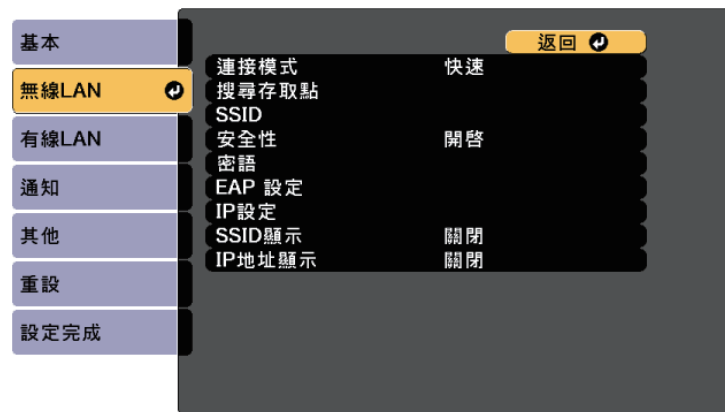 基本
無線LAN
有線LAN
通知
其他
重設
設定完成
返回
連接模式 快速
搜尋存取點
SSID
安全性 開啓
密語
EAP 設定
IP設定
SSID顯示 關閉
IP地址顯示 關閉